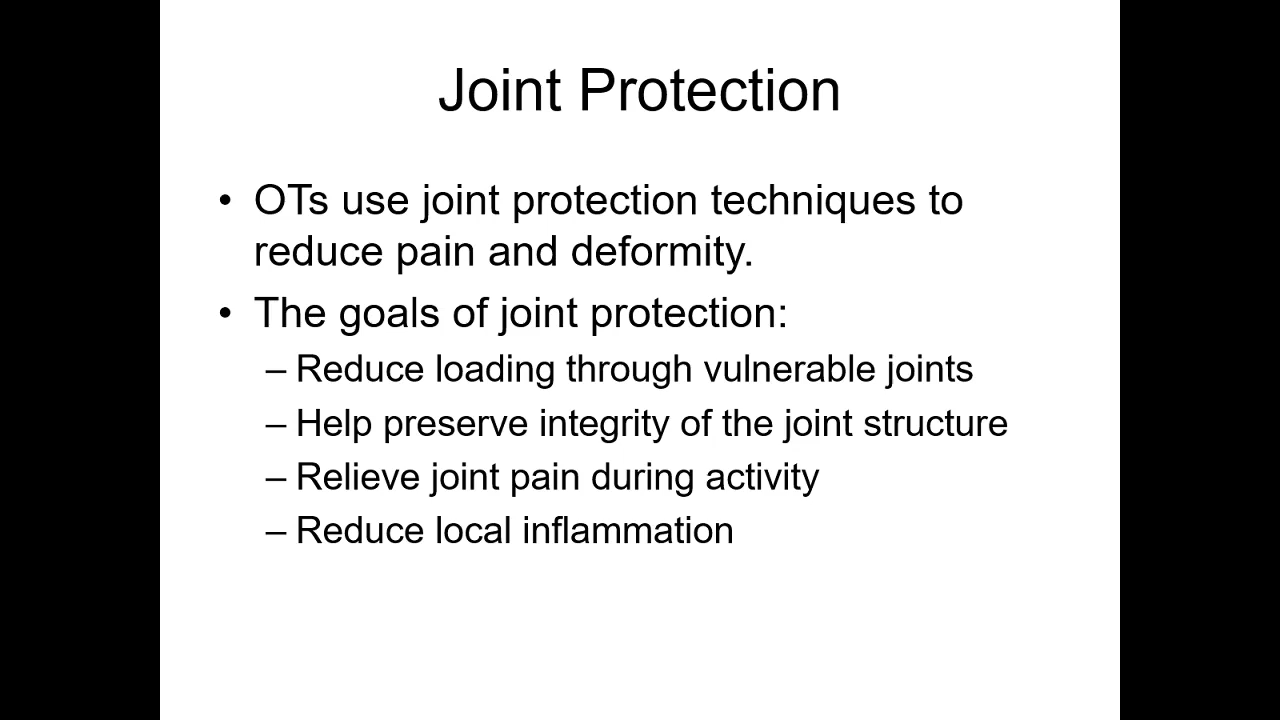 Joint Protection
• OTs use joint protection techniques to
reduce pain and deformity.
• The goals of joint protection:
– Reduce loading through vulnerable joints
– Help preserve integrity of the joint structure
– Relieve joint pain during activity
– Reduce local inflammation